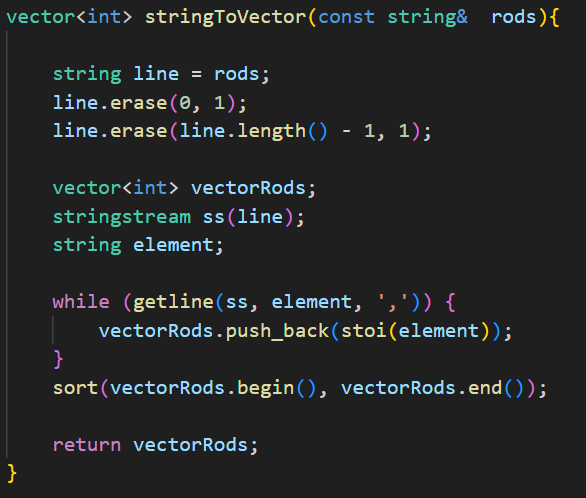 vector<int> stringToVector(const string&  rods){
string line = rods;
line.erase(0, 1);
line.erase(line.length() - 1, 1);
vector<int> vectorRods;
stringstream ss(line);
string element;
while (getline(ss, element, ',')) {
vectorRods.push_back(stoi(element));
}
sort(vectorRods.begin(), vectorRods.end());
return vectorRods;
}